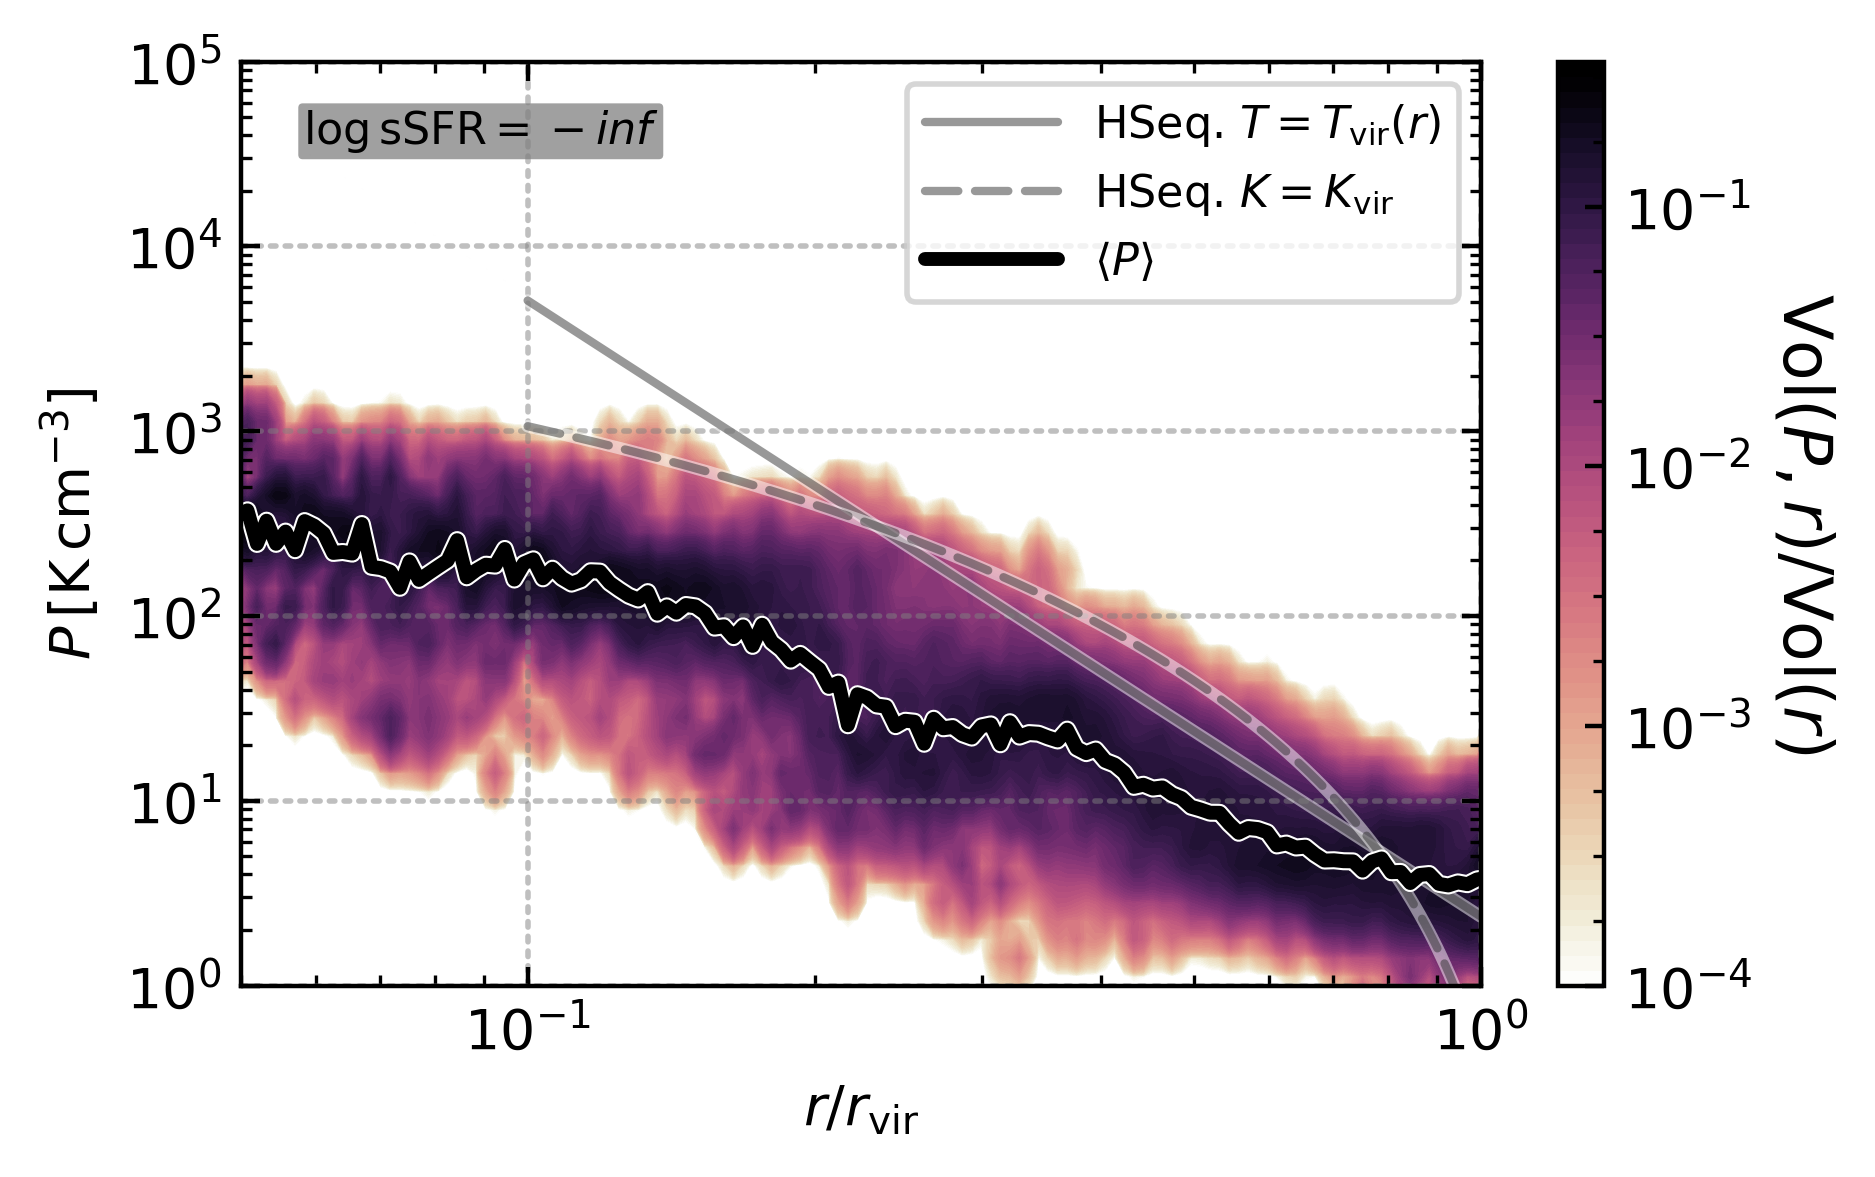 log sSFR = − inf
HSeq. T = T_vir(r)
HSeq. K = K_vir
⟨P⟩
10^5
10^4
10^3
10^2
10^1
10^0
P [K cm^−3]
10^−1
10^0
r/r_vir
10^−1
10^−2
10^−3
10^−4
Vol(P, r)/Vol(r)